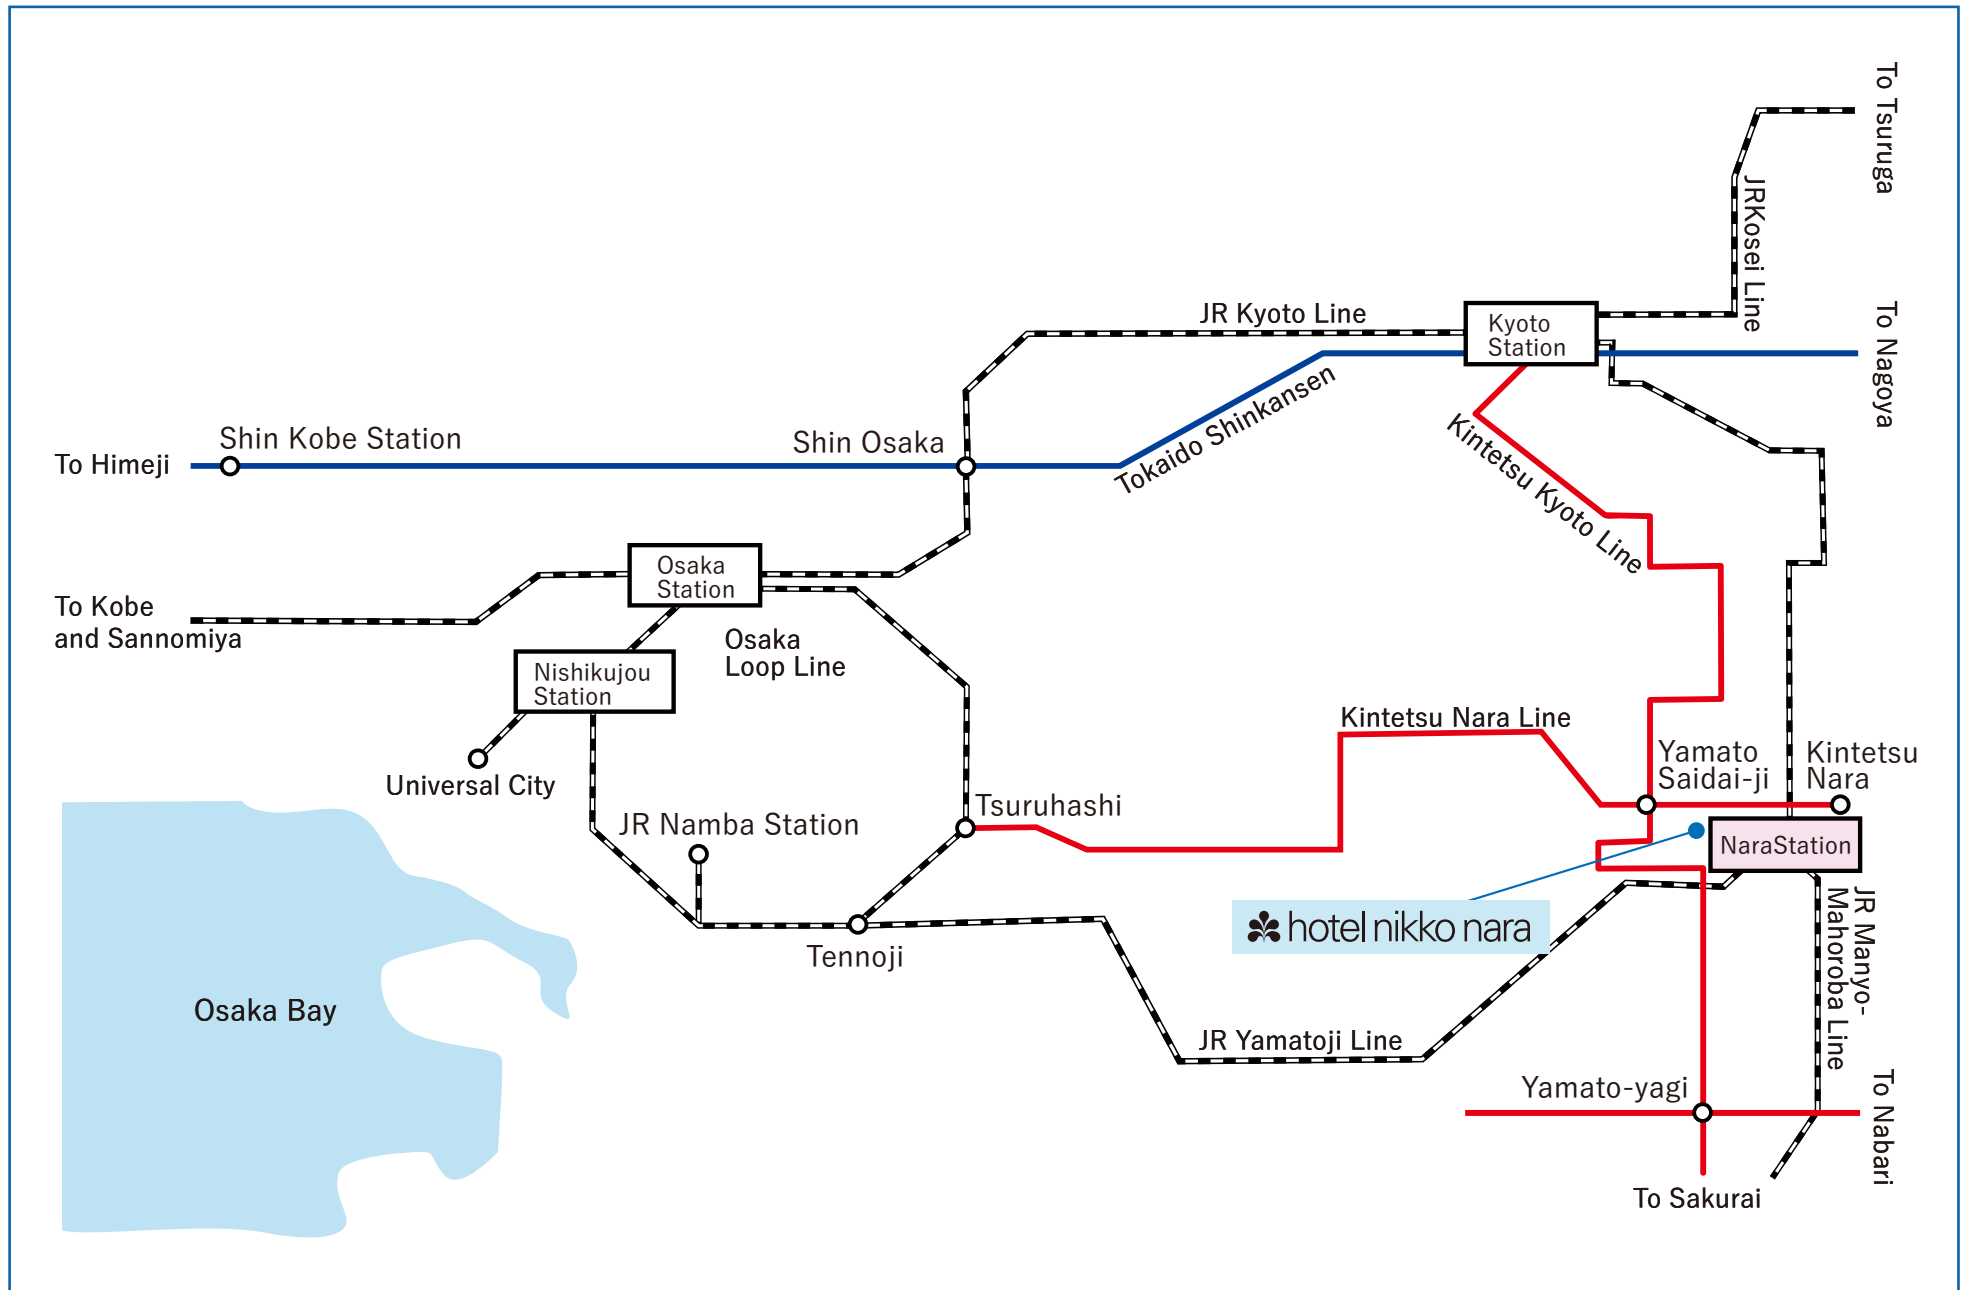 To Tsuruga
JRKosei Line
JR Kyoto Line
Kyoto
Station
To Nagoya
Tokaido Shinkansen
Kintetsu Kyoto Line
Shin Kobe Station
Shin Osaka
To Himeji
Osaka
Station
To Kobe
and Sannomiya
Osaka
Loop Line
Nishikujou
Station
Universal City
Kintetsu Nara Line
Yamato
Saidai-ji
Kintetsu
Nara
Tsuruhashi
JR Namba Station
NaraStation
hotel nikko nara
Tennoji
JR Manyo-
Mahoroba Line
Osaka Bay
JR Yamatoji Line
Yamato-yagi
To Nabari
To Sakurai